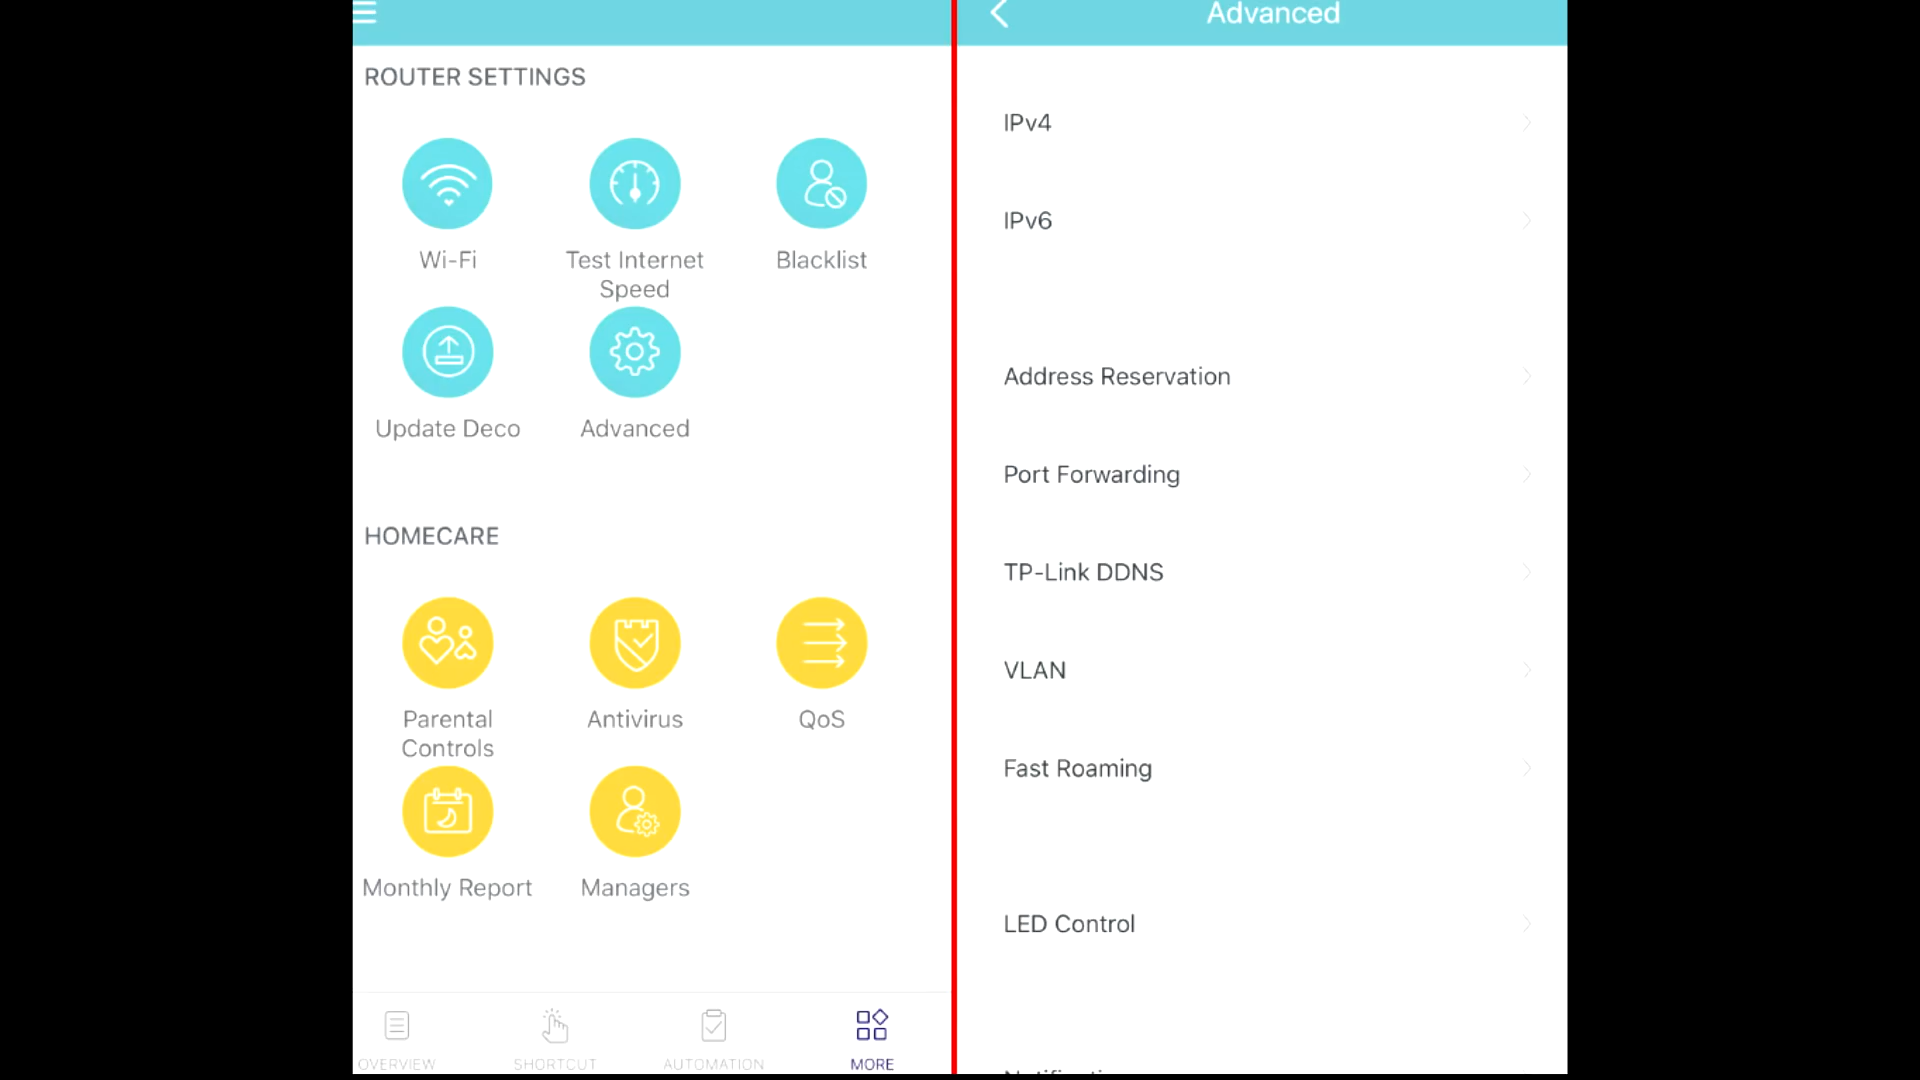 ROUTER SETTINGS
Wi-Fi
Test Internet
Speed
Blacklist
Update Deco
Advanced
HOMECARE
Parental
Controls
Antivirus
QoS
Monthly Report
Managers
OVERVIEW
SHORTCUT
AUTOMATION
MORE
Advanced
IPv4
IPv6
Address Reservation
Port Forwarding
TP-Link DDNS
VLAN
Fast Roaming
LED Control